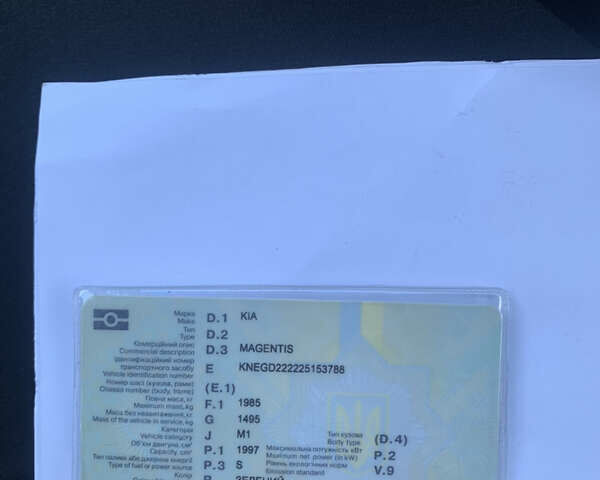 Марка
Make D.1 KIA
Тип
Type D.2
Комерційний опис
Commercial description D.3 MAGENTIS
Ідентифікаційний номер
транспортного засобу E KNEGD222225153788
Vehicle identification number
Номер шасі (кузова, рами) (E.1)
Chassis number (body, frame)
Повна маса, кг
Maximum mass, kg F.1 1985
Маса без навантаження, кг
Mass of the vehicle in service, kg G 1495
Категорія
Vehicle category J M1 Тип кузова
Body type (D.4)
Об'єм двигуна, см³
Capacity, cm³ P.1 1997 Максимальна потужність кВт
Maximum net power (in kW) P.2
Тип палива або джерело енергії
Type of fuel or power source P.3 S Рівень екологічних норм
Emission standard V.9
Колір
R ЗЕЛЕНИЙ